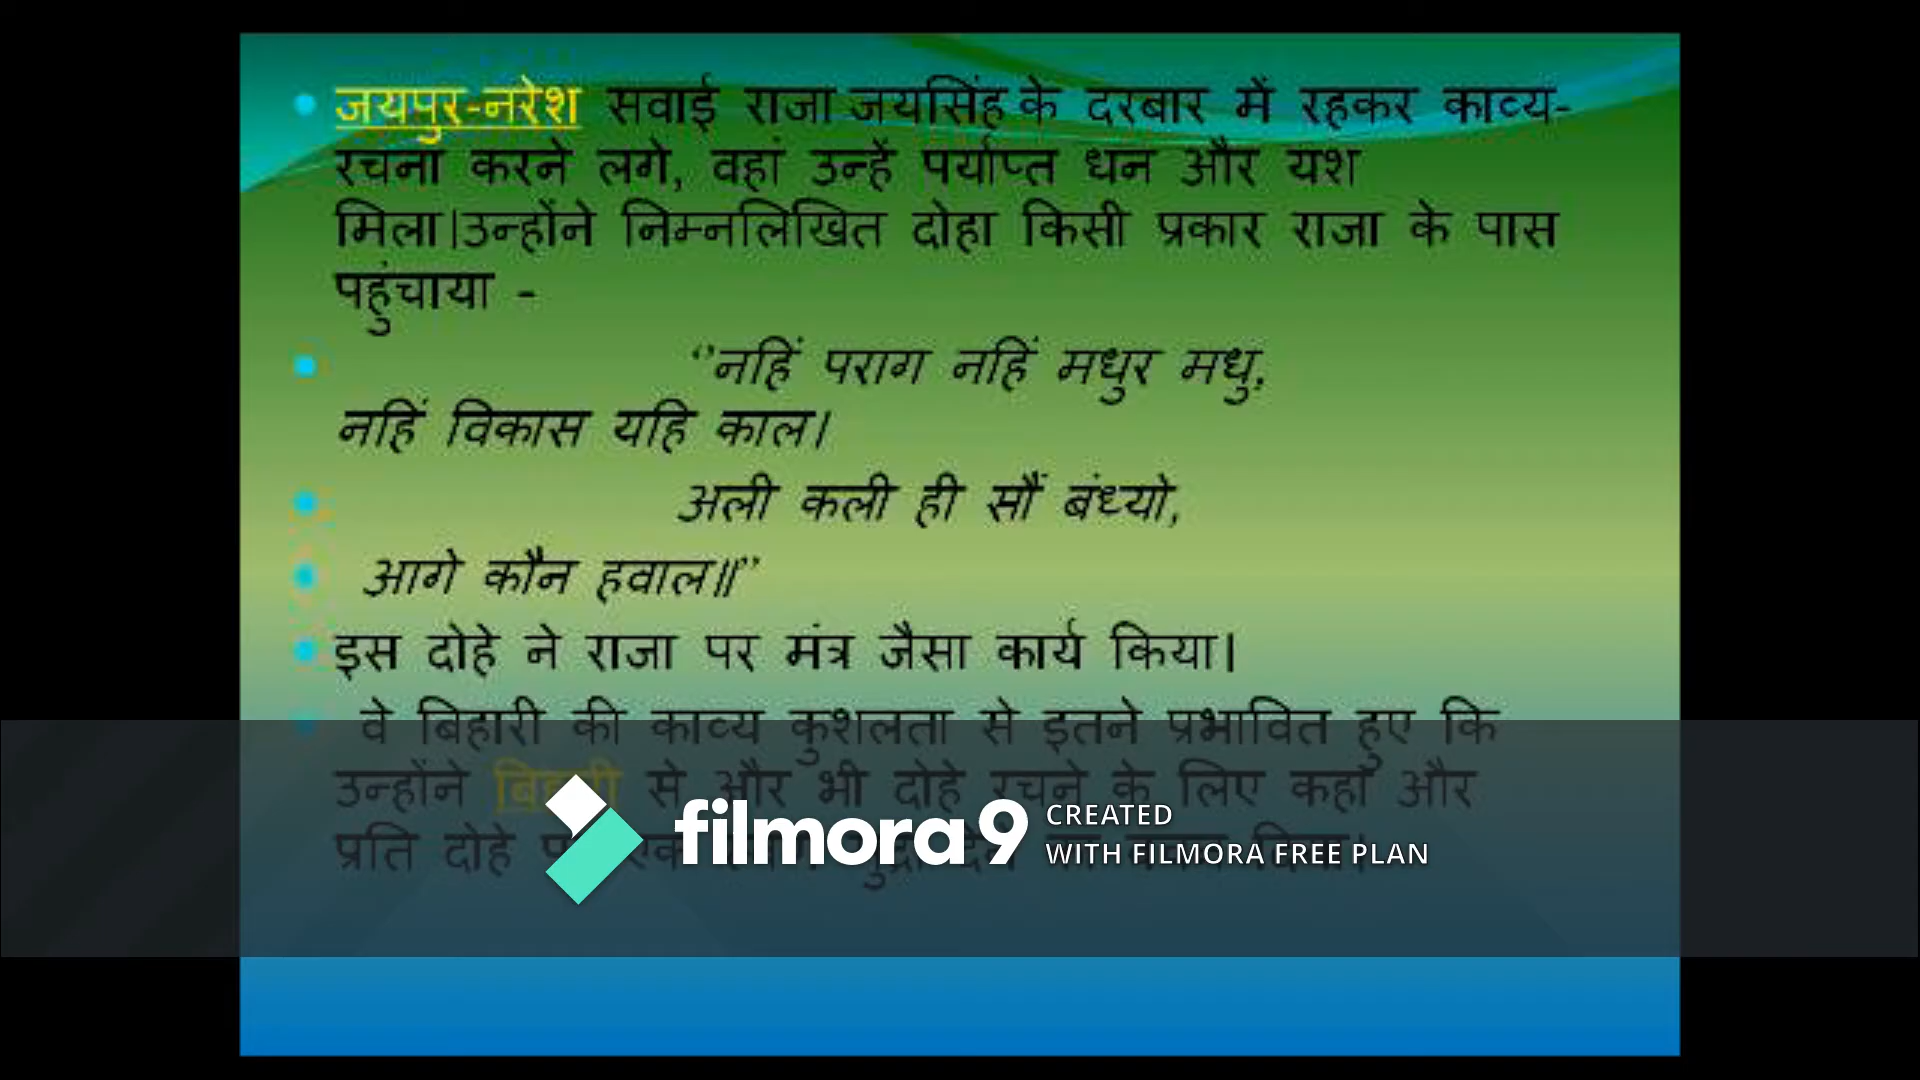 जयपुर-नरेश सवाई राजा जयसिंह के दरबार में रहकर काव्य-
रचना करने लगे, वहां उन्हें पर्याप्त धन और यश
मिला|उन्होंने निम्नलिखित दोहा किसी प्रकार राजा के पास
पहुंचाया -
‘’नहिं पराग नहिं मधुर मधु,
नहिं विकास यहि काल।
अली कली ही सौं बंध्यो,
आगे कौन हवाल॥’’
इस दोहे ने राजा पर मंत्र जैसा कार्य किया।
वे बिहारी की काव्य कुशलता से इतने प्रभावित हुए कि
उन्होंने बिहारी से और भी दोहे रचने के लिए कहा और
प्रति दोहे
filmora9 CREATED
WITH FILMORA FREE PLAN